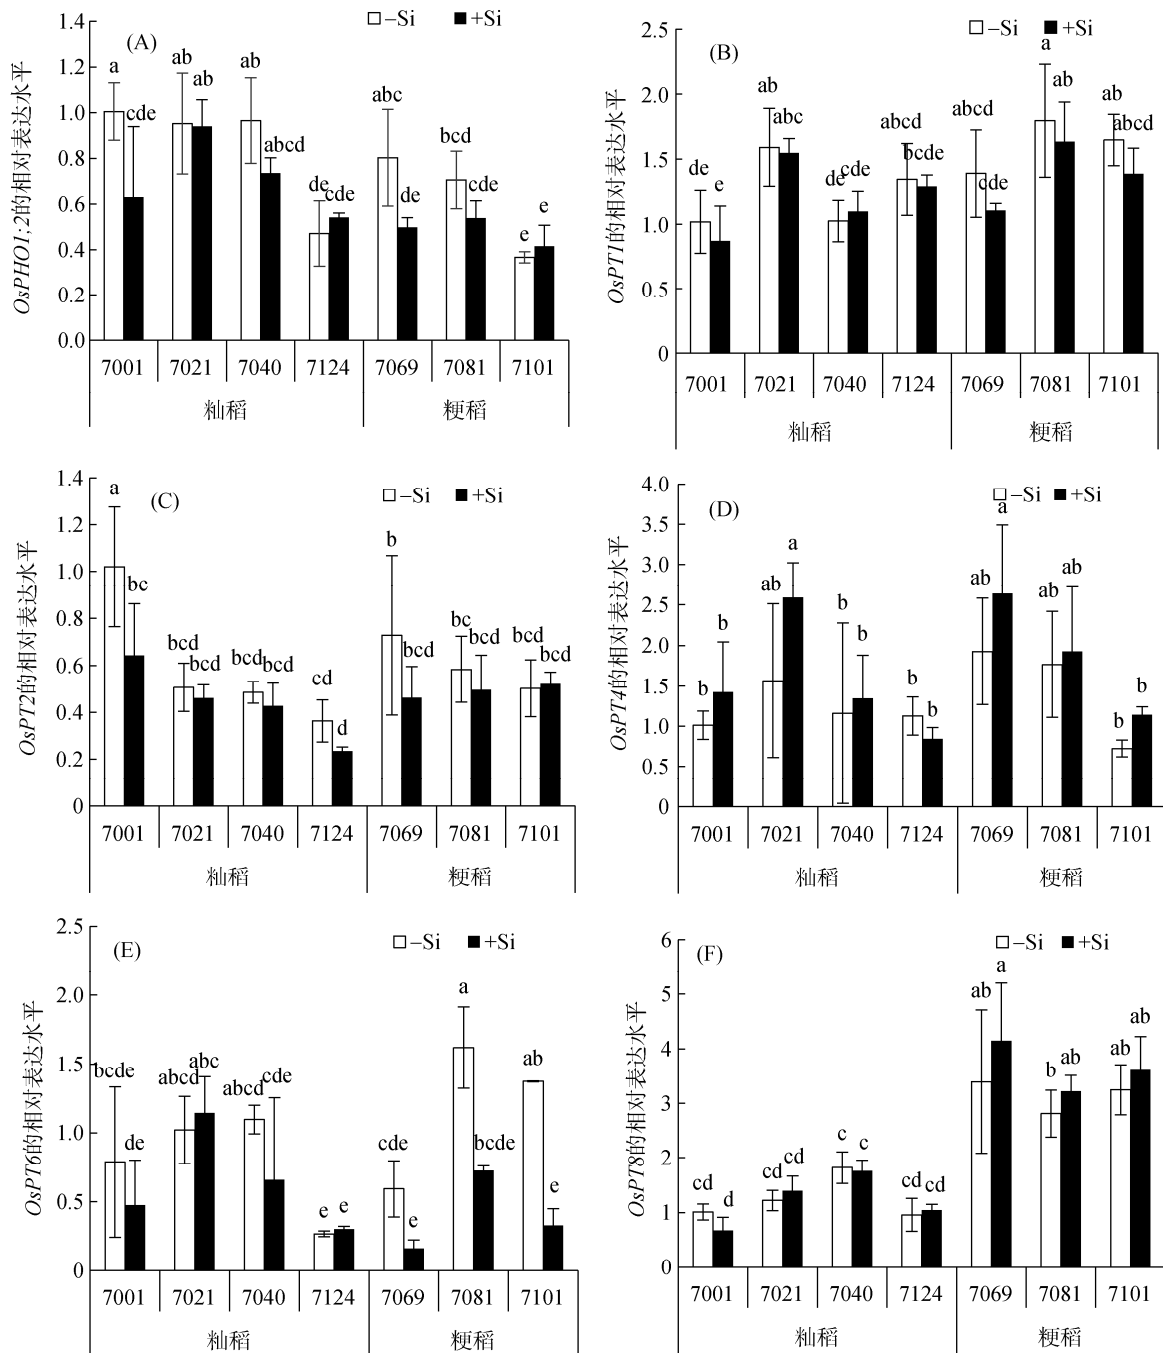 (A)
–Si +Si
OsPHO1;2的相对表达水平
1.4
1.2
1.0
0.8
0.6
0.4
0.2
0.0
a cde ab ab ab abcd de cde abc de bcd cde e e
7001 7021 7040 7124 7069 7081 7101
籼稻 粳稻
(B)
–Si +Si
OsPT1的相对表达水平
2.5
2.0
1.5
1.0
0.5
0
de e ab abc de cde abcd bcde abcd cde a ab ab abcd
7001 7021 7040 7124 7069 7081 7101
籼稻 粳稻
(C)
–Si +Si
OsPT2的相对表达水平
1.4
1.2
1.0
0.8
0.6
0.4
0.2
0
a bc bcd bcd bcd bcd cd d b bcd bc bcd bcd bcd
7001 7021 7040 7124 7069 7081 7101
籼稻 粳稻
(D)
–Si +Si
OsPT4的相对表达水平
4.0
3.5
3.0
2.5
2.0
1.5
1.0
0.5
0
b b ab a b b b b ab a ab ab b b
7001 7021 7040 7124 7069 7081 7101
籼稻 粳稻
(E)
–Si +Si
OsPT6的相对表达水平
2.5
2.0
1.5
1.0
0.5
0
bcde de abcd abc abcd cde e e cde e a bcde ab e
7001 7021 7040 7124 7069 7081 7101
籼稻 粳稻
(F)
–Si +Si
OsPT8的相对表达水平
6
5
4
3
2
1
0
cd d cd cd c c cd cd ab a b ab ab ab
7001 7021 7040 7124 7069 7081 7101
籼稻 粳稻